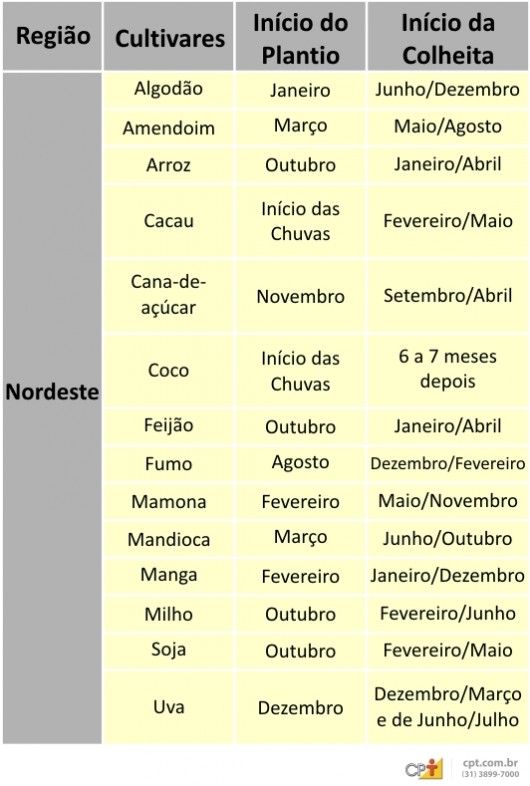 Região Cultivares Início do Plantio Início da Colheita
Nordeste
Algodão Janeiro Junho/Dezembro
Amendoim Março Maio/Agosto
Arroz Outubro Janeiro/Abril
Cacau Início das Chuvas Fevereiro/Maio
Cana-de-açúcar Novembro Setembro/Abril
Coco Início das Chuvas 6 a 7 meses depois
Feijão Outubro Janeiro/Abril
Fumo Agosto Dezembro/Fevereiro
Mamona Fevereiro Maio/Novembro
Mandioca Março Junho/Outubro
Manga Fevereiro Janeiro/Dezembro
Milho Outubro Fevereiro/Junho
Soja Outubro Fevereiro/Maio
Uva Dezembro Dezembro/Março e de Junho/Julho
CPT cpt.com.br
(31) 3899-7000